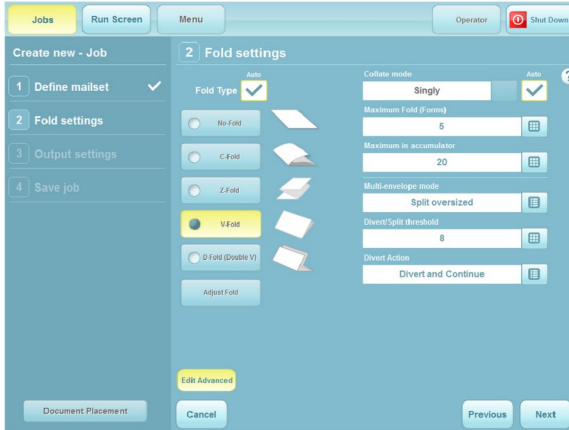 Jobs
Run Screen
Menu
Operator
Shut Down
Create new - Job
1 Define mailset
2 Fold settings
3 Output settings
4 Save job
Document Placement
2 Fold settings
Auto
Fold Type
No-Fold
C-Fold
Z-Fold
V-Fold
D-Fold (Double V)
Adjust Fold
Edit Advanced
Cancel
Collate mode
Auto
Singly
?
Maximum Fold (Forms)
5
Maximum in accumulator
20
Multi-envelope mode
Split oversized
Divert/Split threshold
8
Divert Action
Divert and Continue
Previous
Next